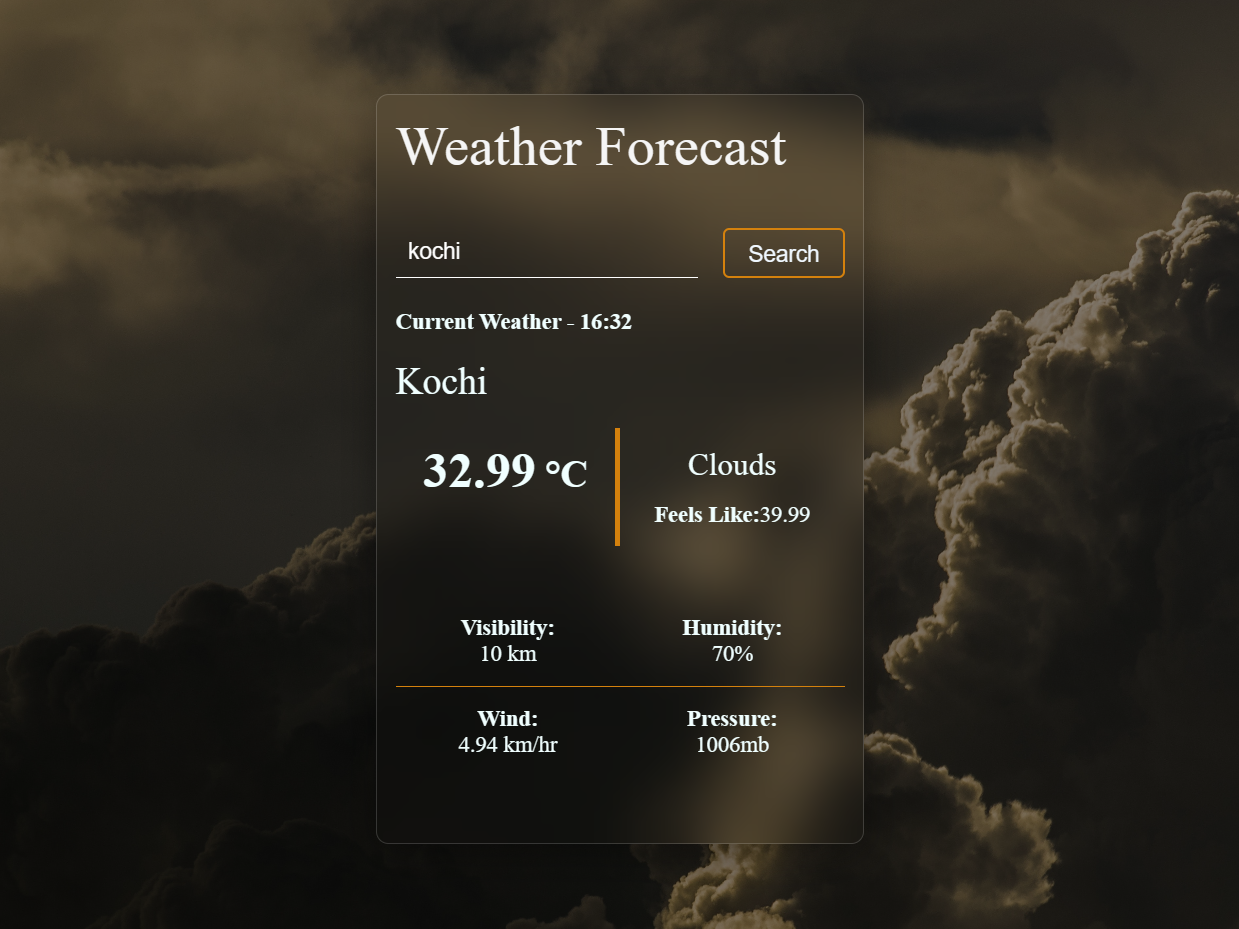 Weather Forecast
kochi
Search
Current Weather - 16:32
Kochi
32.99 °C
Clouds
Feels Like:39.99
Visibility:
10 km
Humidity:
70%
Wind:
4.94 km/hr
Pressure:
1006mb